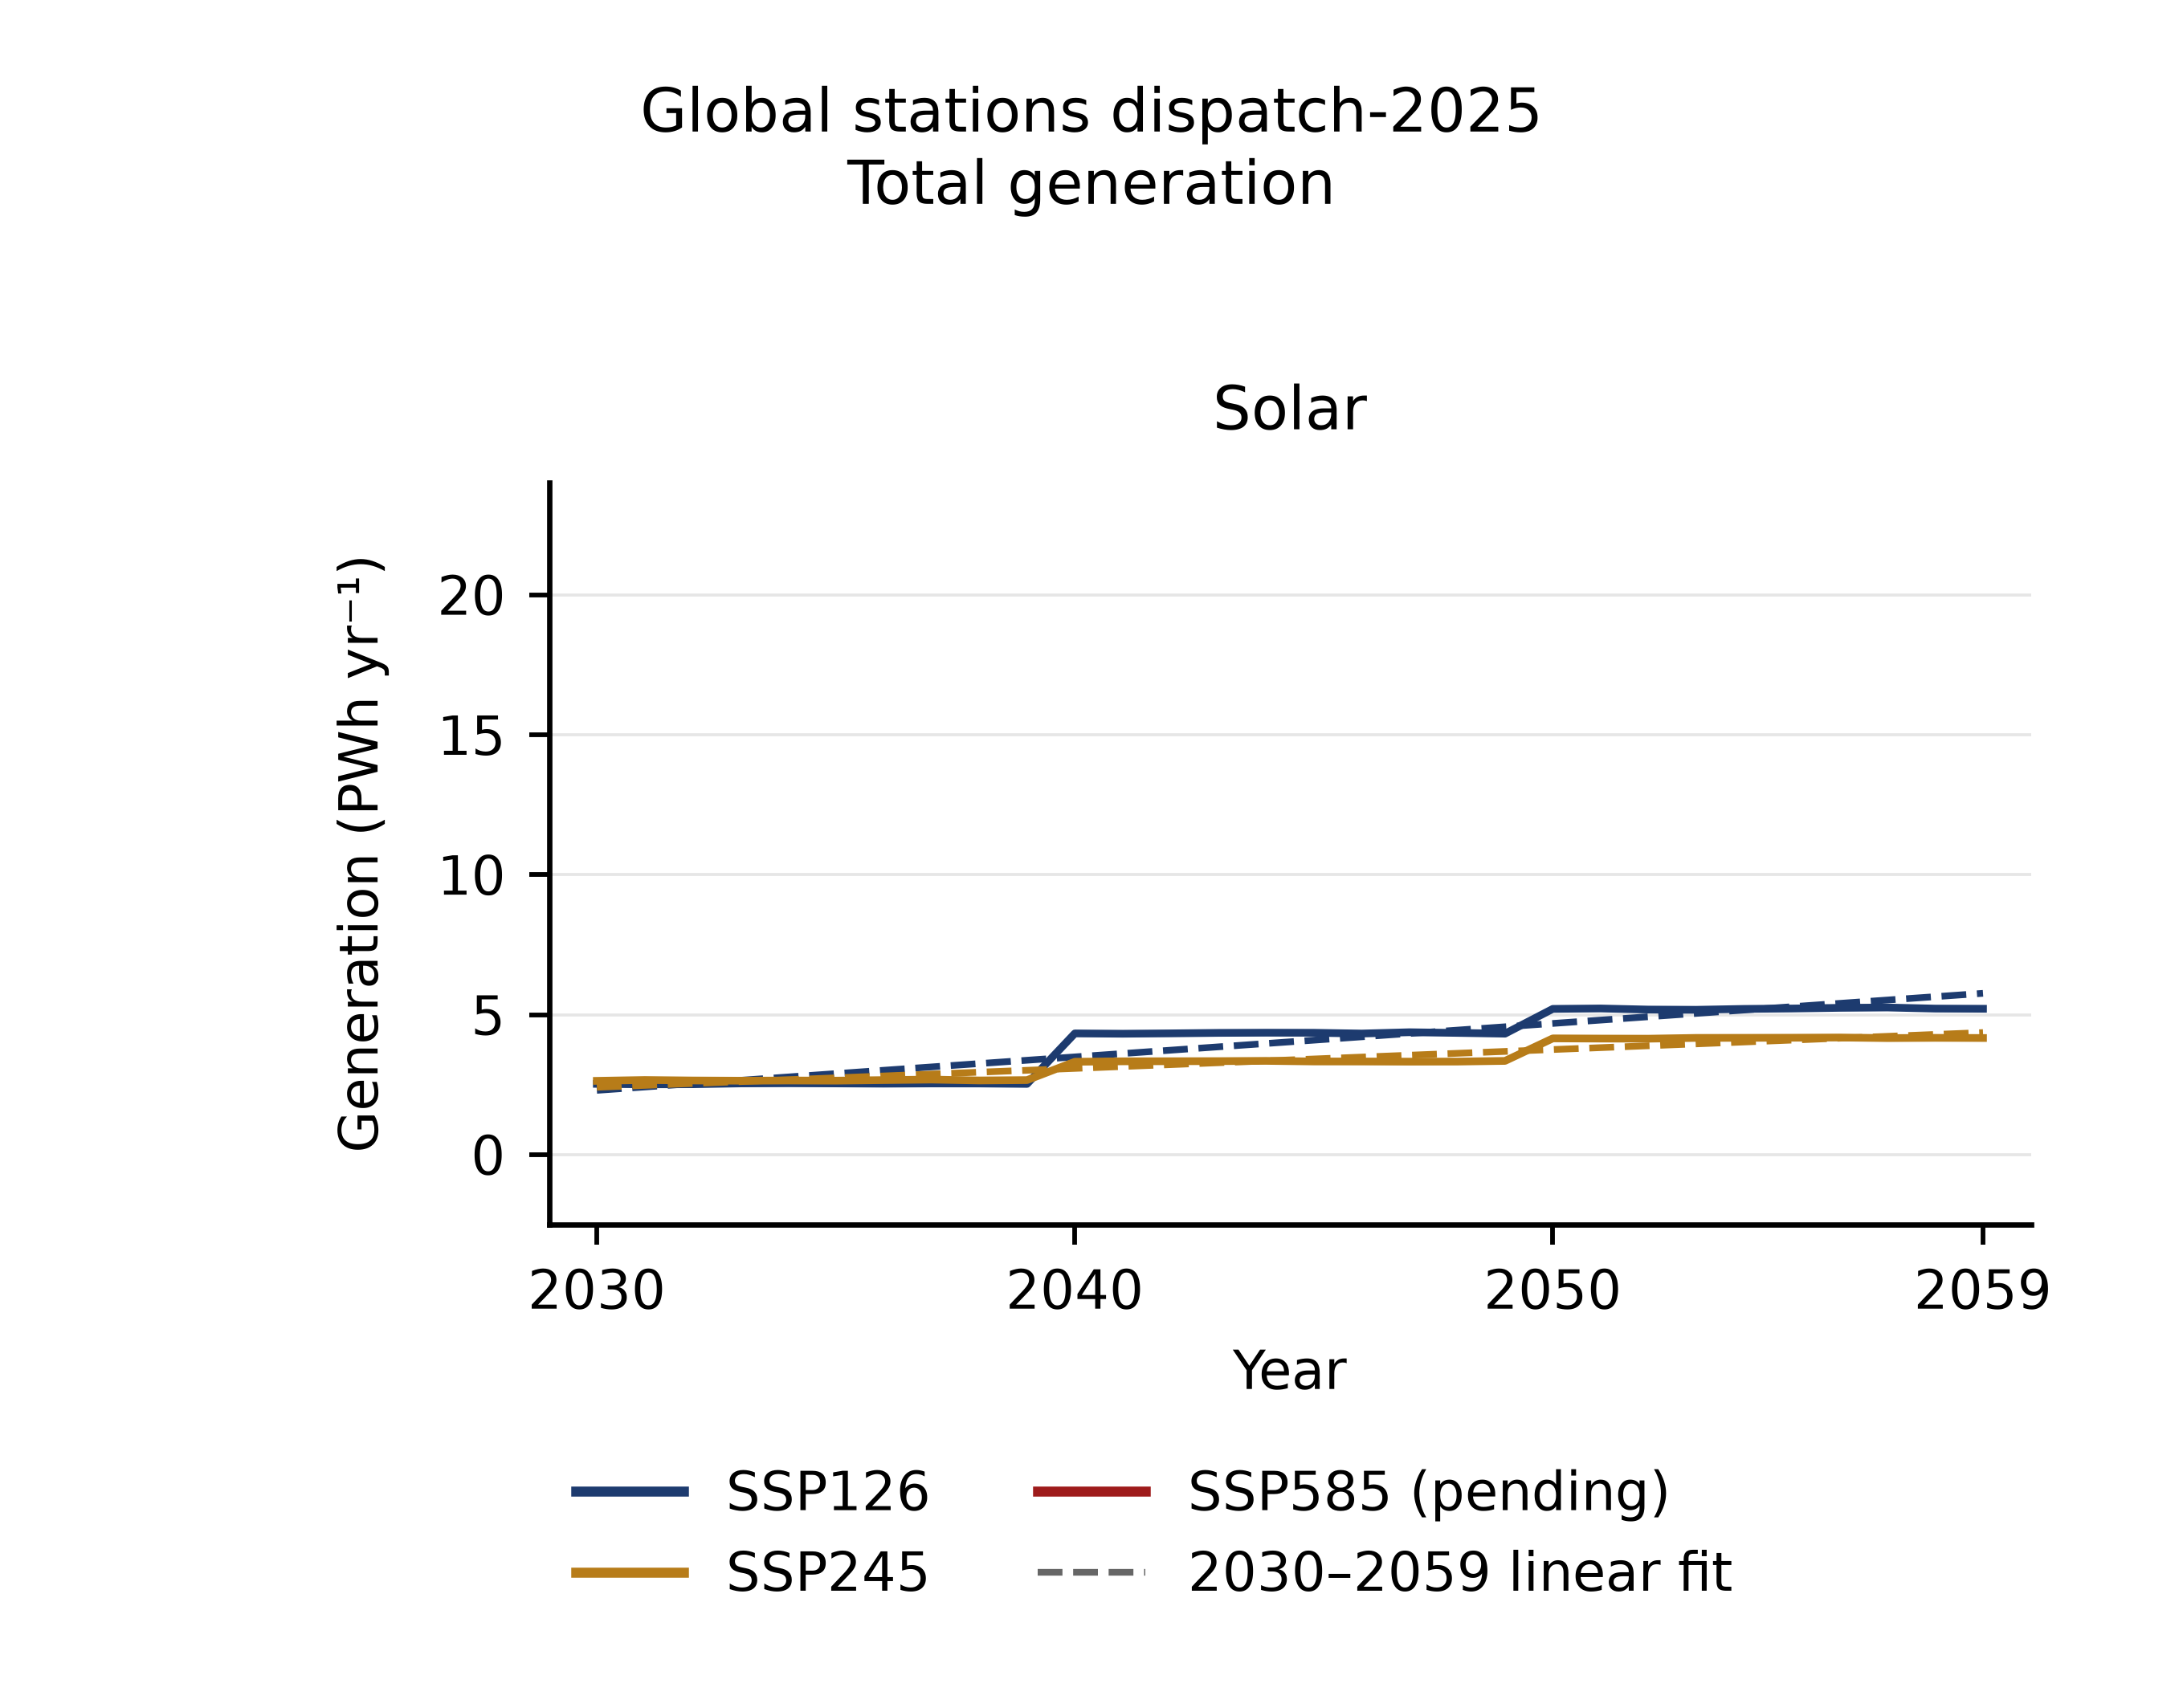 Global stations dispatch-2025
Total generation
Solar
Generation (PWh yr⁻¹)
20
15
10
5
0
2030 2040 2050 2059
Year
SSP126 SSP585 (pending)
SSP245 2030–2059 linear fit